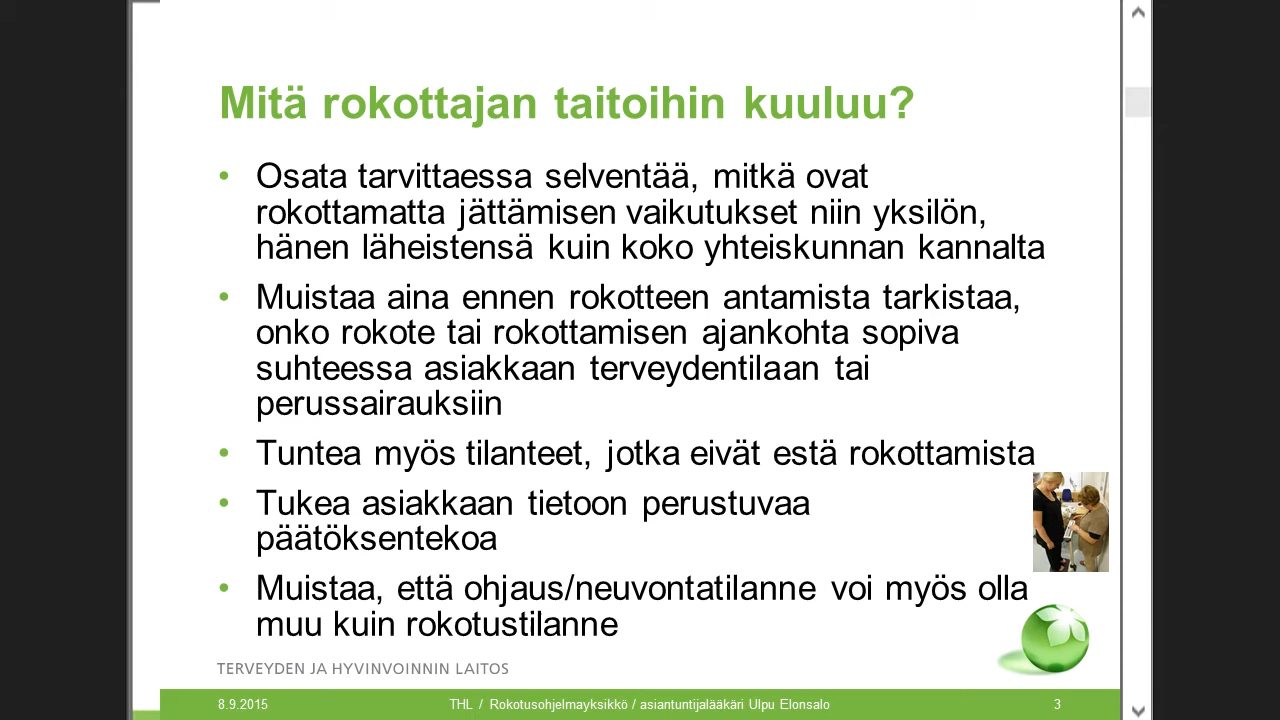 Mitä rokottajan taitoihin kuuluu?
• Osata tarvittaessa selventää, mitkä ovat
rokottamatta jättämisen vaikutukset niin yksilön,
hänen läheistensä kuin koko yhteiskunnan kannalta
• Muistaa aina ennen rokotteen antamista tarkistaa,
onko rokote tai rokottamisen ajankohta sopiva
suhteessa asiakkaan terveydentilaan tai
perussairauksiin
• Tuntea myös tilanteet, jotka eivät estä rokottamista
• Tukea asiakkaan tietoon perustuvaa
päätöksentekoa
• Muistaa, että ohjaus/neuvontatilanne voi myös olla
muu kuin rokotustilanne
TERVEYDEN JA HYVINVOINNIN LAITOS
8.9.2015 THL / Rokotusohjelmayksikkö / asiantuntijalääkäri Ulpu Elonsalo 3